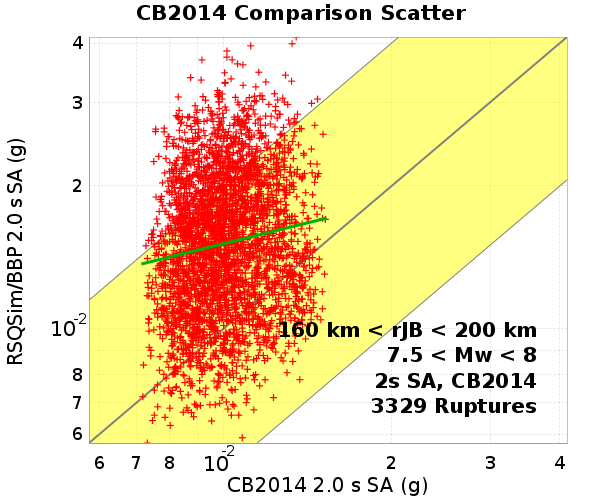 CB2014 Comparison Scatter
RSQSim/BBP 2.0 s SA (g)
4
3
2
10-2
8
7
6
160 km < rJB < 200 km
7.5 < Mw < 8
2s SA, CB2014
3329 Ruptures
6 7 8 10-2 2 3 4
CB2014 2.0 s SA (g)